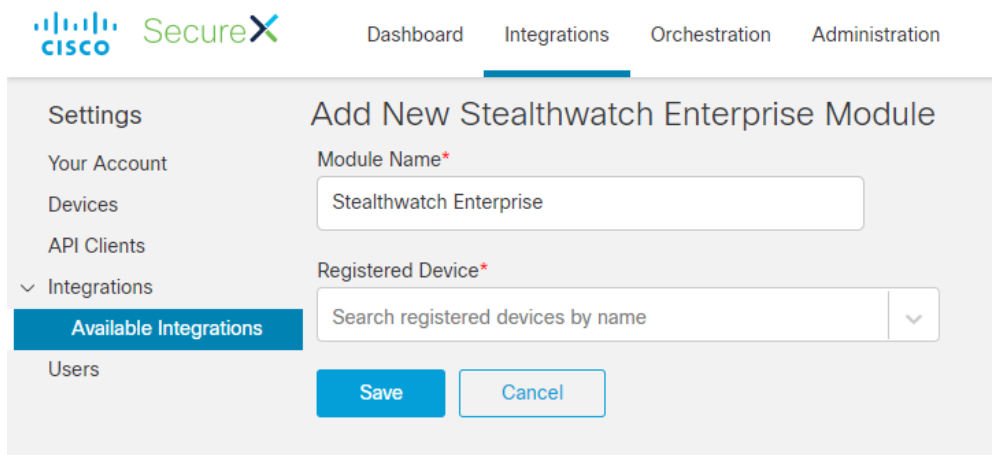 CISCO SecureX Dashboard Integrations Orchestration Administration
Settings
Your Account
Devices
API Clients
Integrations
Available Integrations
Users
Add New Stealthwatch Enterprise Module
Module Name*
Stealthwatch Enterprise
Registered Device*
Search registered devices by name
Save Cancel